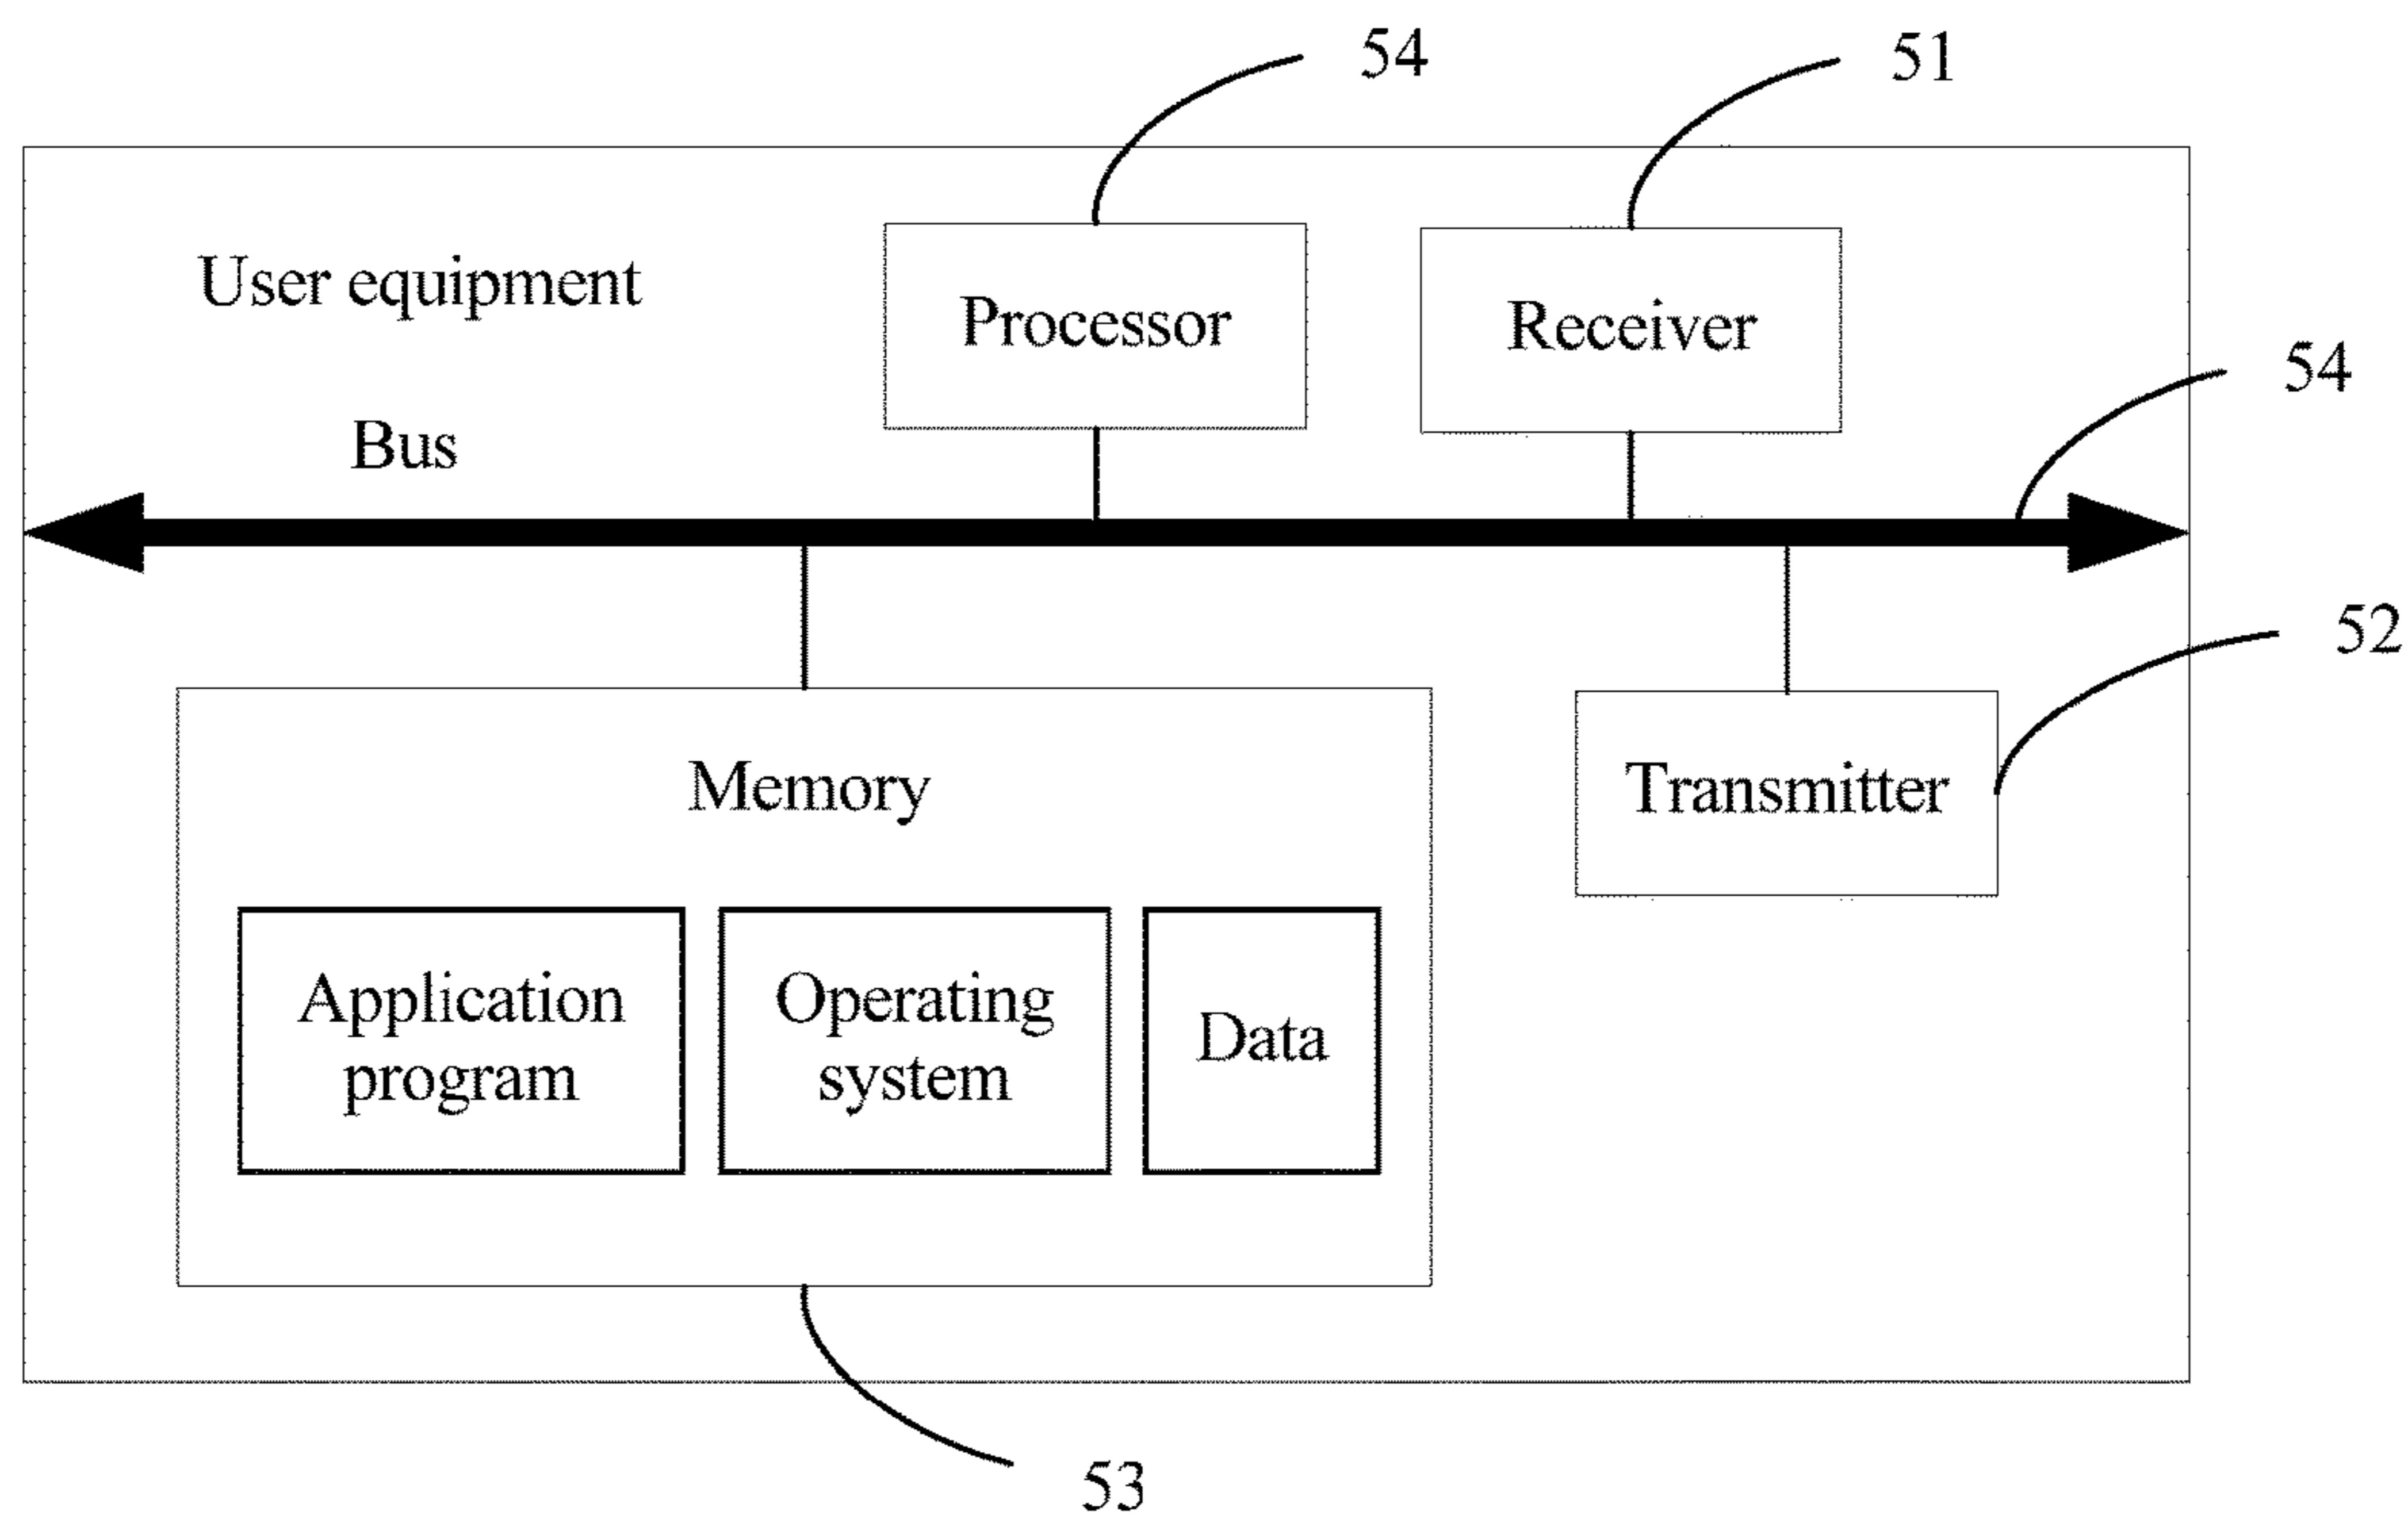 54
51
User equipment
Processor
Receiver
54
Bus
52
Memory
Transmitter
Application
program
Operating
system
Data
53